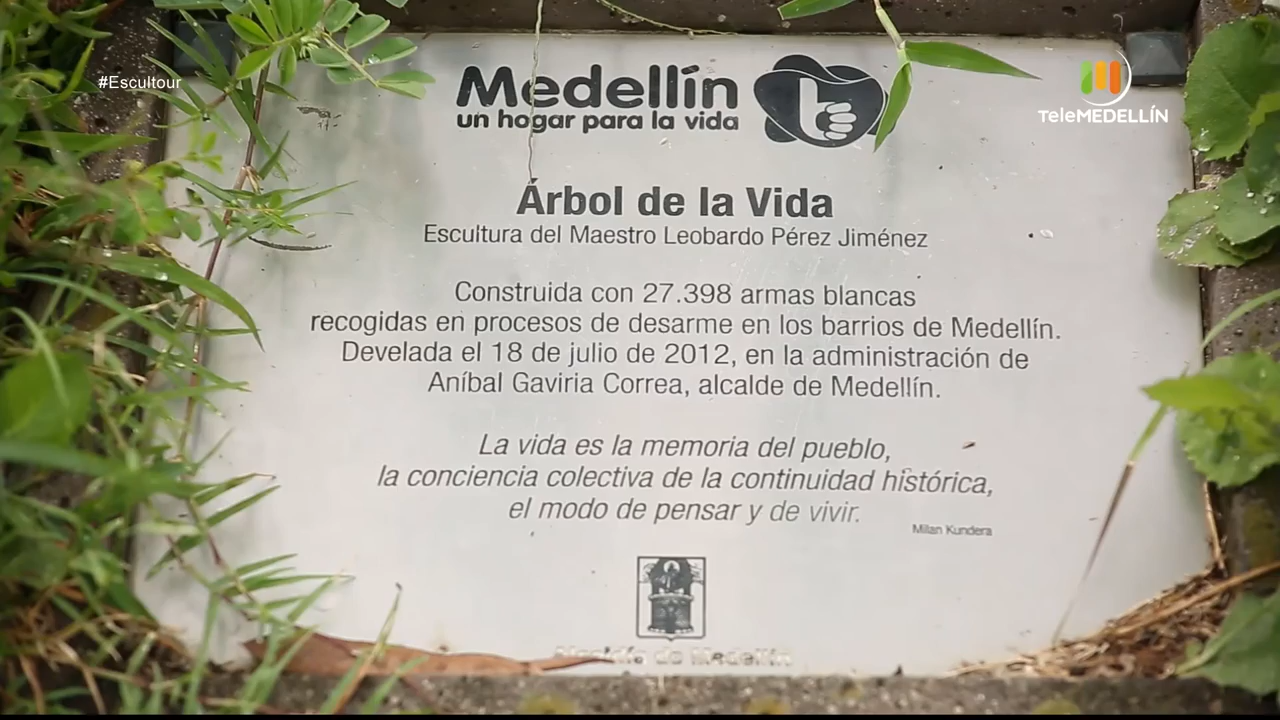 #Escultour
TeleMEDELLÍN
Medellín
un hogar para la vida
Árbol de la Vida
Escultura del Maestro Leobardo Pérez Jiménez
Construida con 27.398 armas blancas
recogidas en procesos de desarme en los barrios de Medellín.
Develada el 18 de julio de 2012, en la administración de
Aníbal Gaviria Correa, alcalde de Medellín.
La vida es la memoria del pueblo,
la conciencia colectiva de la continuidad histórica,
el modo de pensar y de vivir.
Milan Kundera
Alcaldía de Medellín